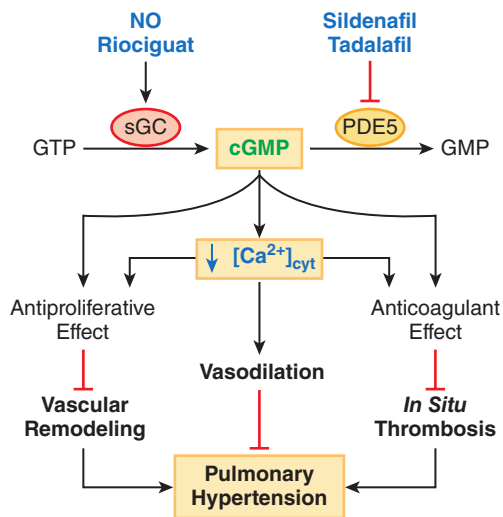 NO
Riociguat
Sildenafil
Tadalafil
sGC
PDE5
GTP
cGMP
GMP
↓ [Ca²⁺]cyt
Antiproliferative
Effect
Anticoagulant
Effect
Vasodilation
Vascular
Remodeling
In Situ
Thrombosis
Pulmonary
Hypertension